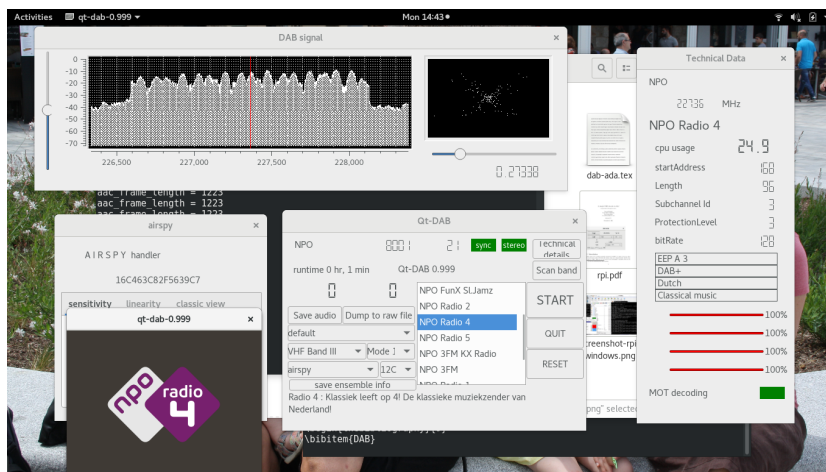 Activities
qt-dab-0.999
Mon 14:43
DAB signal
0
-10
-20
-30
-40
-50
-60
-70
226,500
227,000
227,500
228,000
0.27338
aac_frame_length = 1223
aac_frame_length = 1223
aac_frame_length = 1223
airspy
AIRSPY handler
16C463C82F5639C7
sensitivity
linearity
classic view
qt-dab-0.999
npo
radio
4
Qt-DAB
NPO
8001
21
sync
stereo
Technical
details
runtime 0 hr, 1 min
Qt-DAB 0.999
Scan band
0
0
Save audio
Dump to raw file
default
VHF Band III
Mode
airspy
12C
save ensemble info
NPO FunX SLJamz
NPO Radio 2
NPO Radio 4
NPO Radio 5
NPO 3FM KX Radio
NPO 3FM
NPO Radio 1
START
QUIT
RESET
Radio 4 : Klassiek leeft op 4! De klassieke muziekzender van
Nederland!
\bibitem{DAB}
dab-ada.tex
rpi.pdf
windows.png
png" selected
Technical Data
NPO
22736 MHz
NPO Radio 4
cpu usage 24.9
startAddress 168
Length 96
Subchannel Id 3
ProtectionLevel 3
bitRate 128
EEP A 3
DAB+
Dutch
Classical music
100%
100%
100%
100%
MOT decoding